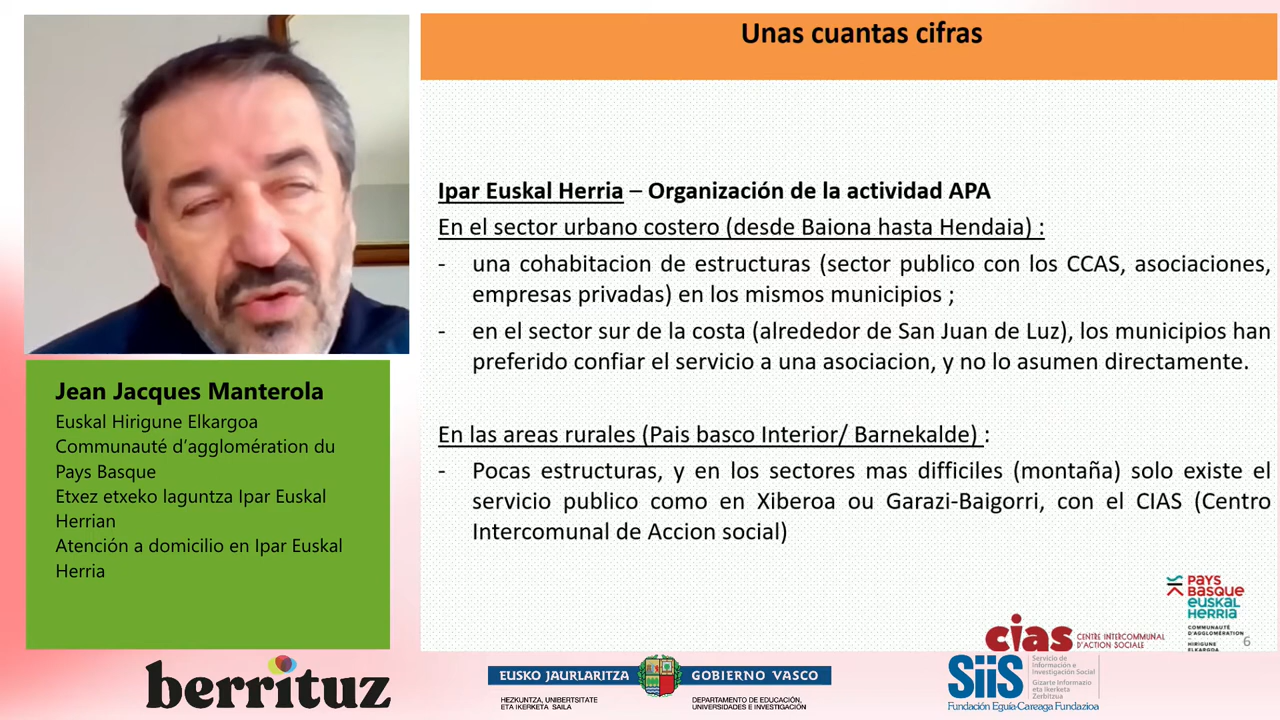 Unas cuantas cifras
Ipar Euskal Herria – Organización de la actividad APA
En el sector urbano costero (desde Baiona hasta Hendaia) :
- una cohabitacion de estructuras (sector publico con los CCAS, asociaciones,
empresas privadas) en los mismos municipios ;
- en el sector sur de la costa (alrededor de San Juan de Luz), los municipios han
preferido confiar el servicio a una asociacion, y no lo asumen directamente.
En las areas rurales (Pais basco Interior/ Barnekalde) :
- Pocas estructuras, y en los sectores mas difficiles (montaña) solo existe el
servicio publico como en Xiberoa ou Garazi-Baigorri, con el CIAS (Centro
Intercomunal de Accion social)
Jean Jacques Manterola
Euskal Hirigune Elkargoa
Communauté d’agglomération du
Pays Basque
Etxez etxeko laguntza Ipar Euskal
Herrian
Atención a domicilio en Ipar Euskal
Herria
PAYS
BASQUE
euskal
HERRIA
COMMUNAUTÉ
D'AGGLOMÉRATION
HIRIGUNE
ELKARGOA
6
cias CENTRE INTERCOMMUNAL
D'ACTION SOCIALE
berrituz
EUSKO JAURLARITZA
GOBIERNO VASCO
HEZKUNTZA, UNIBERTSITATE
ETA IKERKETA SAILA
DEPARTAMENTO DE EDUCACIÓN,
UNIVERSIDADES E INVESTIGACIÓN
SiiS
Servicio de
Información e
Investigación Social
Gizarte Informazio
eta Ikerketa
Zerbitzua
Fundación Eguía-Careaga Fundazioa